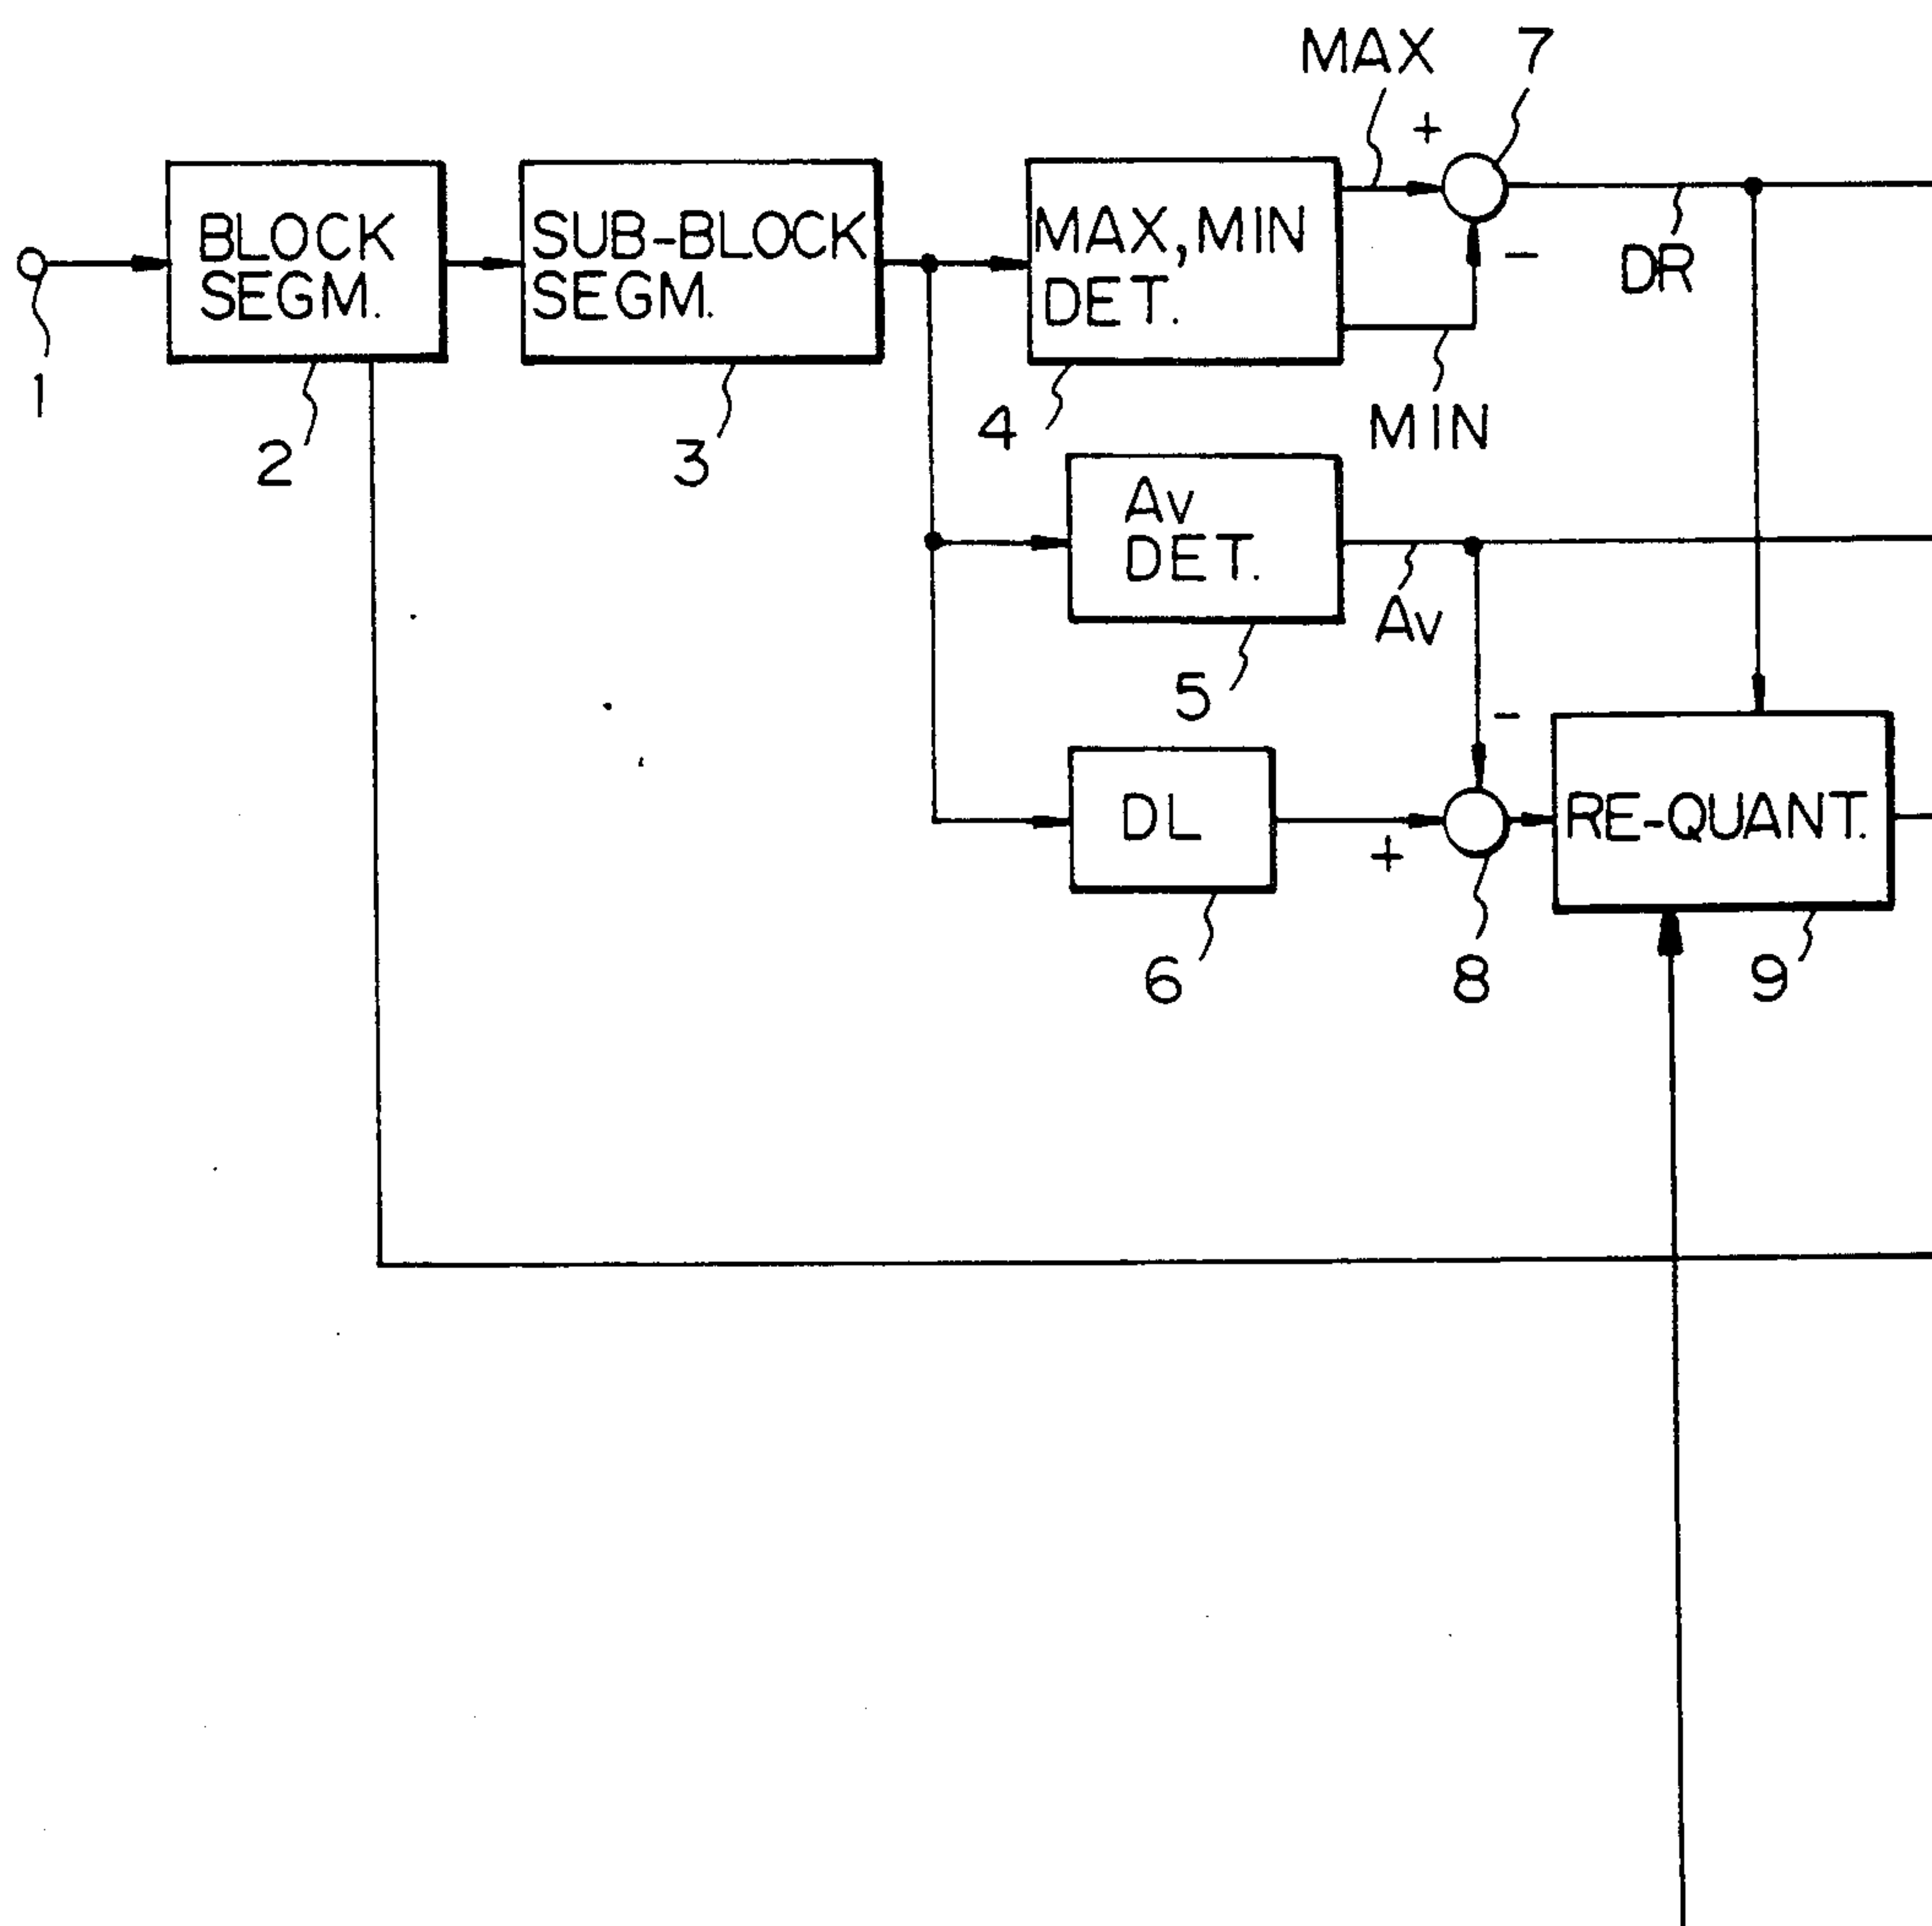 MAX
7
+
BLOCK
SEGM.
SUB-BLOCK
SEGM.
MAX, MIN
DET.
-
DR
1
2
3
4
MIN
Av
DET.
Av
5
-
DL
+
RE-QUANT.
6
8
9